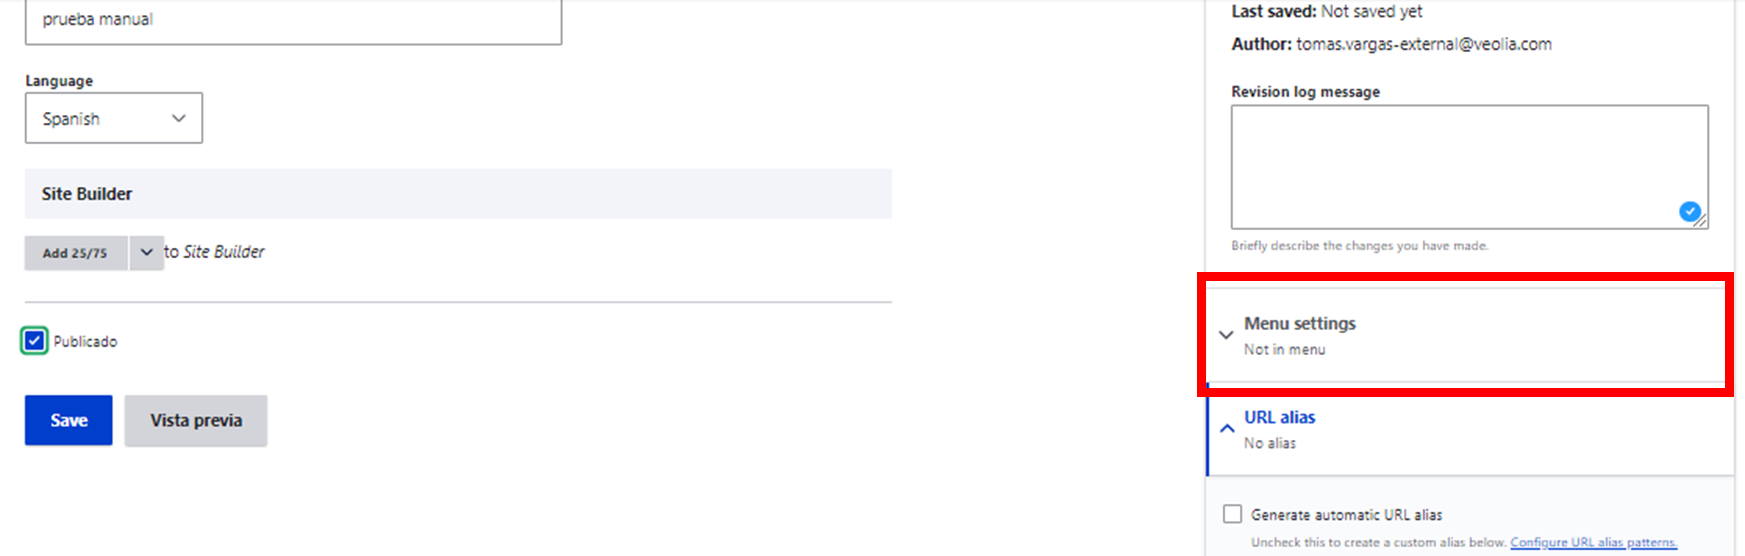 prueba manual
Language
Spanish
Site Builder
Add 25/75
to Site Builder
Publicado
Save
Vista previa
Last saved: Not saved yet
Author: tomas.vargas-external@veolia.com
Revision log message
Briefly describe the changes you have made.
Menu settings
Not in menu
URL alias
No alias
Generate automatic URL alias
Uncheck this to create a custom alias below. Configure URL alias patterns.